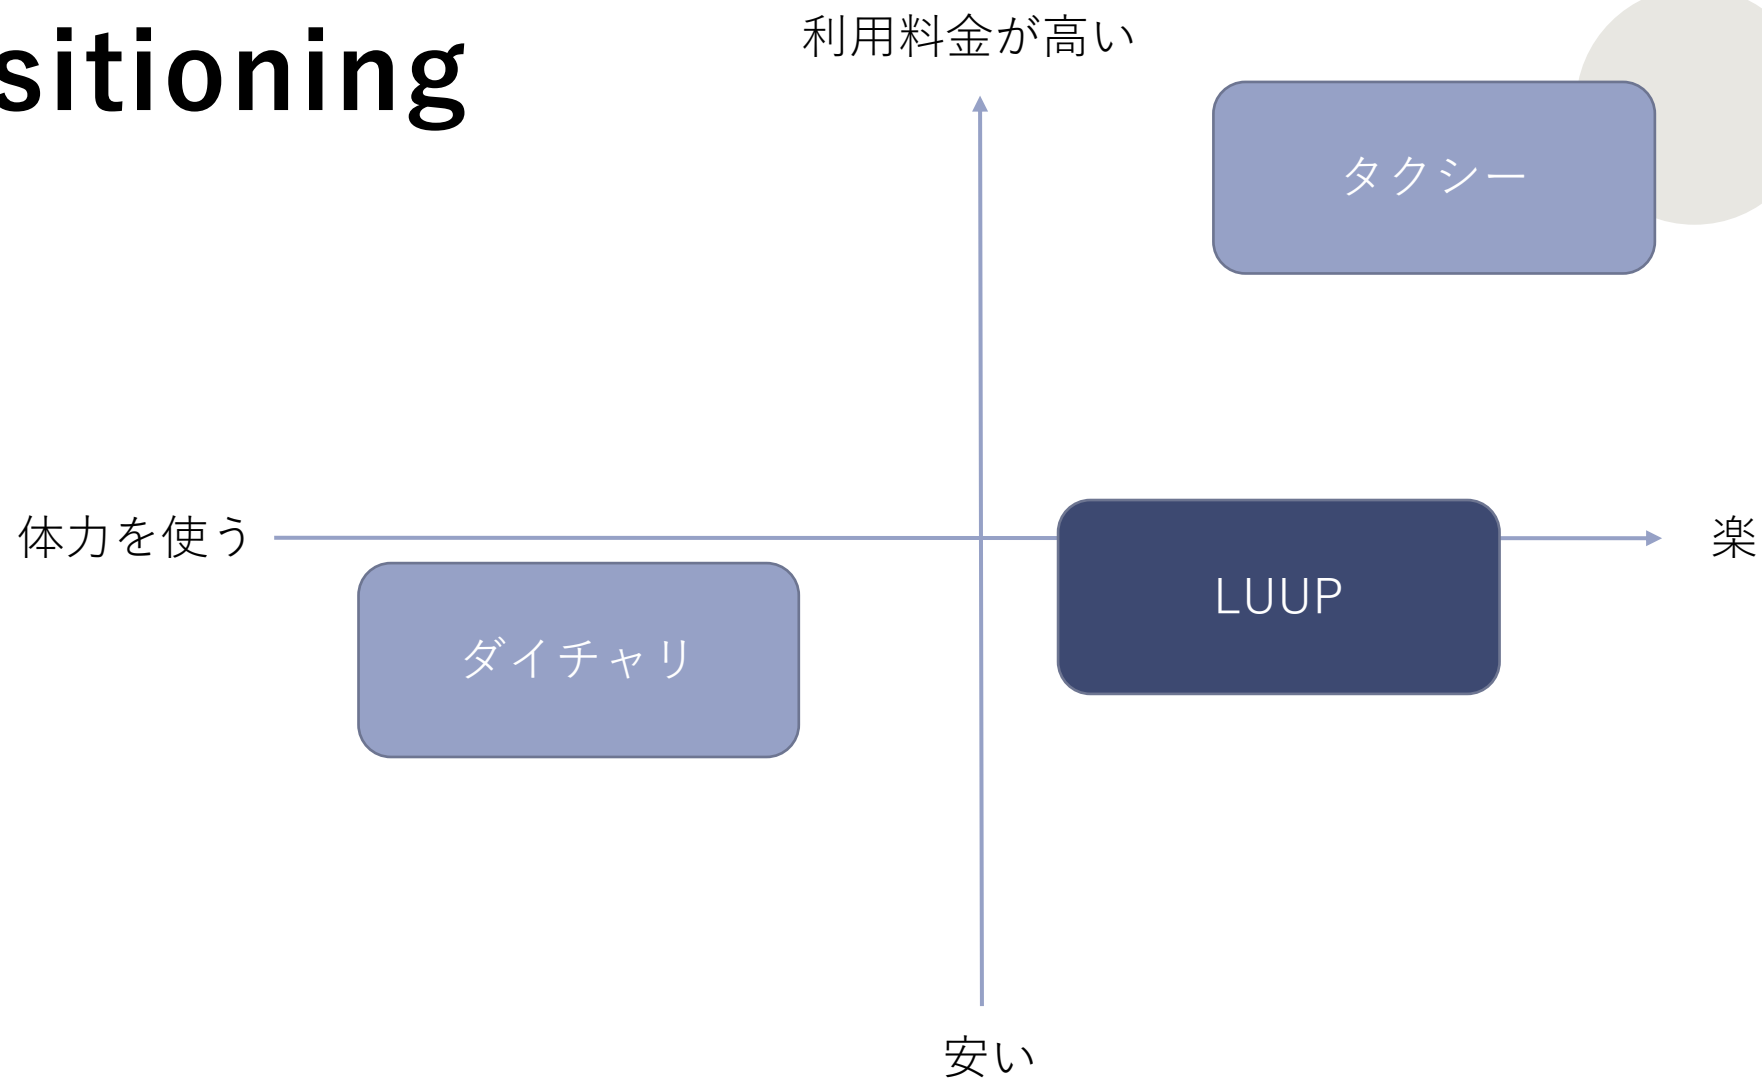 sitioning
利用料金が高い
タクシー
体力を使う
楽
LUUP
ダイチャリ
安い